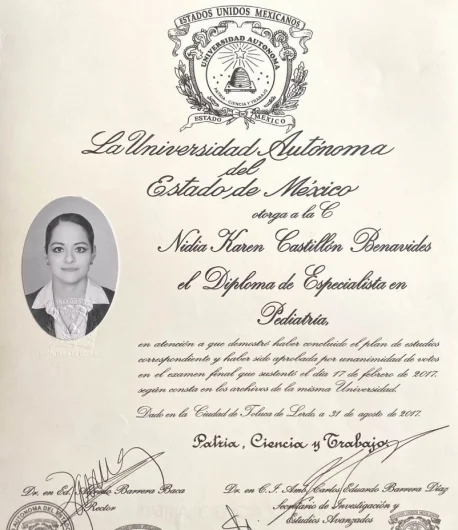 ESTADOS UNIDOS MEXICANOS
UNIVERSIDAD AUTÓNOMA
PATRIA, CIENCIA Y TRABAJO
ESTADO MÉXICO
La Universidad Autónoma
del
Estado de México
otorga a la C
Nidia Karen Castillón Benavides
el Diploma de Especialista en
Pediatría,
en atención a que demostró haber concluido el plan de estudios
correspondiente y haber sido aprobada por unanimidad de votos
en el examen final que sustentó el día 17 de febrero de 2017,
según consta en los archivos de la misma Universidad.
Dado en la Ciudad de Toluca de Lerdo a 31 de agosto de 2017.
Patria, Ciencia y Trabajo
Dr. en Ed. Alfredo Barrera Baca
Rector
Dr. en C.I. Amb. Carlos Eduardo Barrera Díaz
Secretario de Investigación y
Estudios Avanzados
AUTÓNOMA DEL